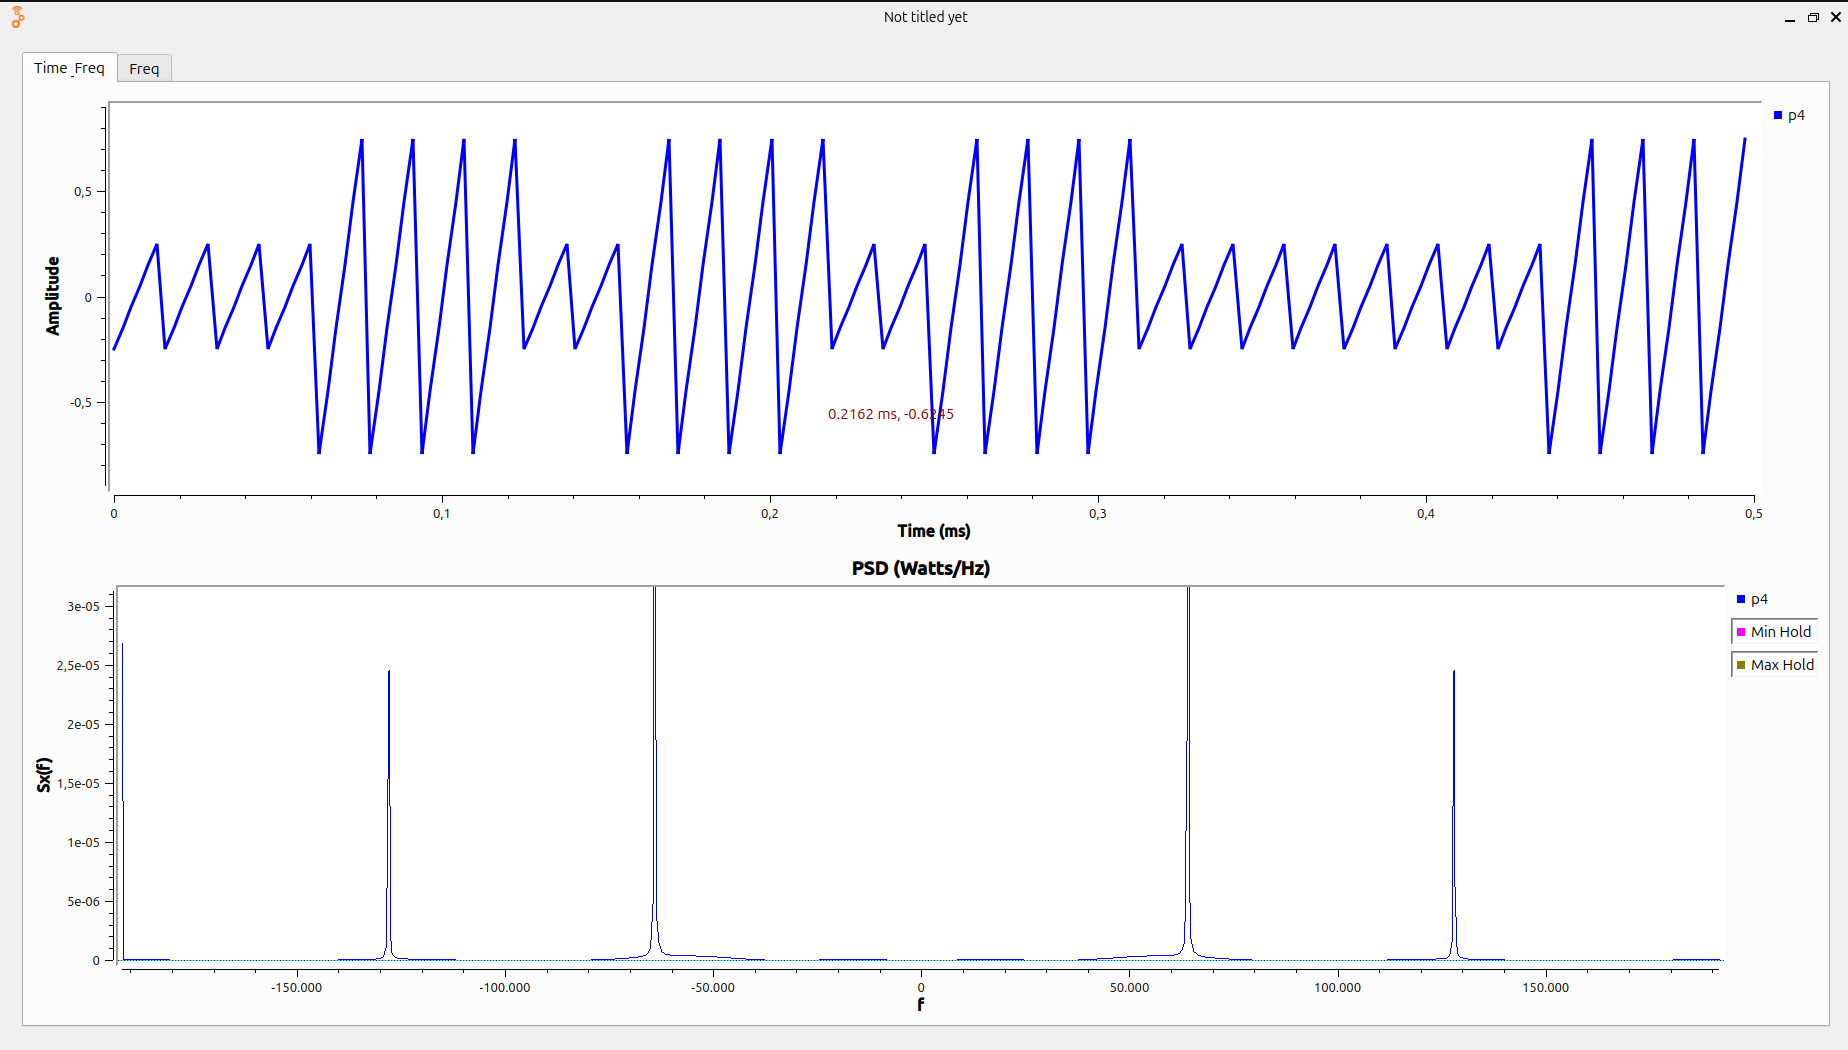 Not titled yet
Time_Freq
Freq
0,5
0
-0,5
Amplitude
0.2162 ms, -0.6245
0 0,1 0,2 0,3 0,4 0,5
Time (ms)
p4
PSD (Watts/Hz)
3e-05
2,5e-05
2e-05
1,5e-05
1e-05
5e-06
0
Sx(f)
-150.000 -100.000 -50.000 0 50.000 100.000 150.000
f
p4
Min Hold
Max Hold